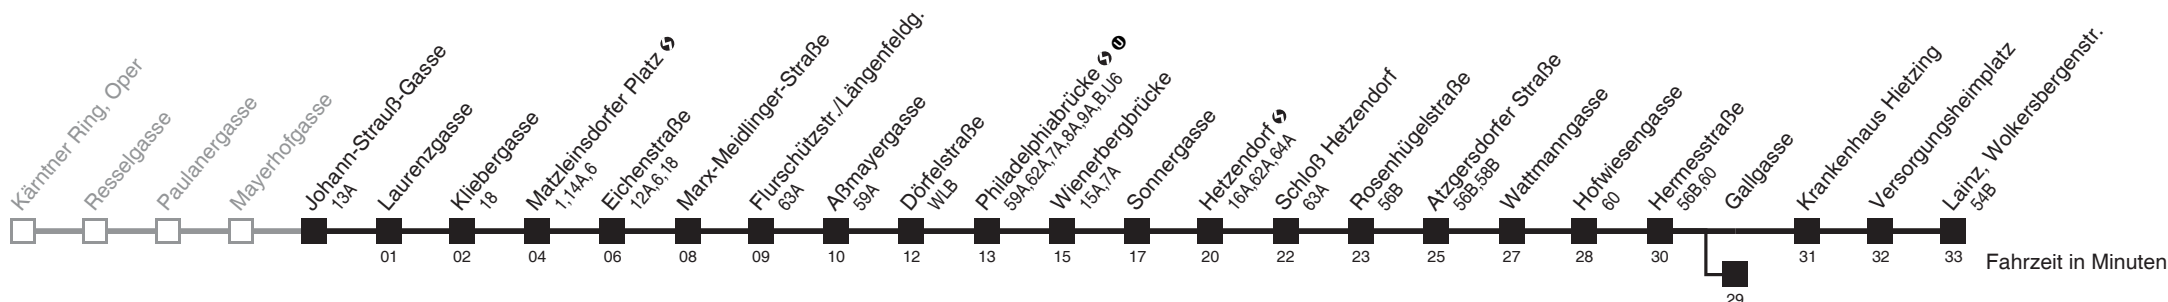 Kärntner Ring, Oper
Resselgasse
Paulanergasse
Mayerhofgasse
Johann-Strauß-Gasse
13A
Laurenzgasse
Kliebergasse
18
Matzleinsdorfer Platz
1,14A,6
Eichenstraße
12A,6,18
Marx-Meidlinger-Straße
Flurschützstr./Längenfeldg.
63A
Aßmayergasse
59A
Dörfelstraße
WLB
Philadelphiabrücke U
59A,62A,7A,8A,9A,B,U6
Wienerbergbrücke
15A,7A
Sonnergasse
Hetzendorf
16A,62A,64A
Schloß Hetzendorf
63A
Rosenhügelstraße
56B
Atzgersdorfer Straße
56B,58B
Wattmanngasse
Hofwiesengasse
60
Hermesstraße
56B,60
Gallgasse
Krankenhaus Hietzing
Versorgungsheimplatz
Lainz, Wolkersbergenstr.
54B
01 02 04 06 08 09 10 12 13 15 17 20 22 23 25 27 28 30 31 32 33
Fahrzeit in Minuten
29